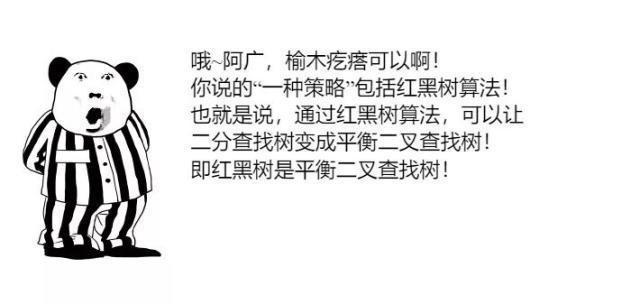 哦~阿广，榆木疙瘩可以啊！
你说的“一种策略”包括红黑树算法！
也就是说，通过红黑树算法，可以让
二分查找树变成平衡二叉查找树！
即红黑树是平衡二叉查找树！